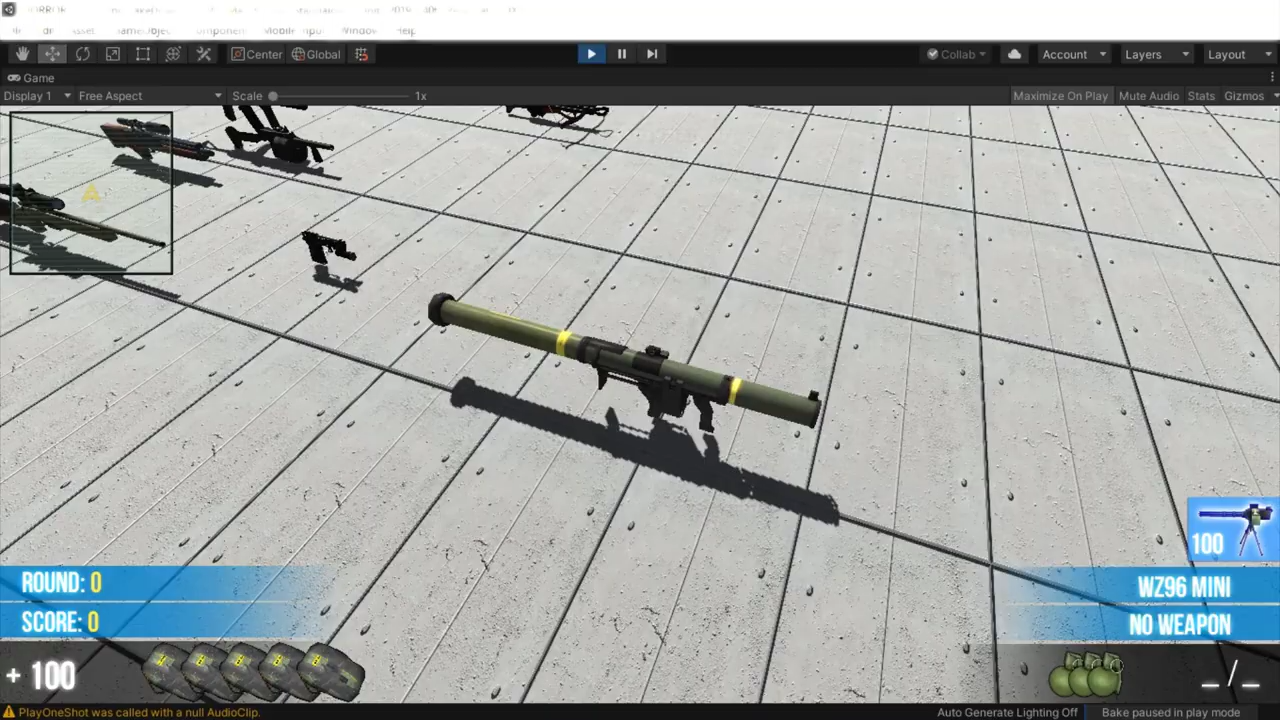 Center Global Collab Account Layers Layout
Game
Display 1 Free Aspect Scale 1x Maximize On Play Mute Audio Stats Gizmos
100
ROUND: 0
WZ96 MINI
SCORE: 0
NO WEAPON
+ 100
_ / _
PlayOneShot was called with a null AudioClip. Auto Generate Lighting Off Bake paused in play mode